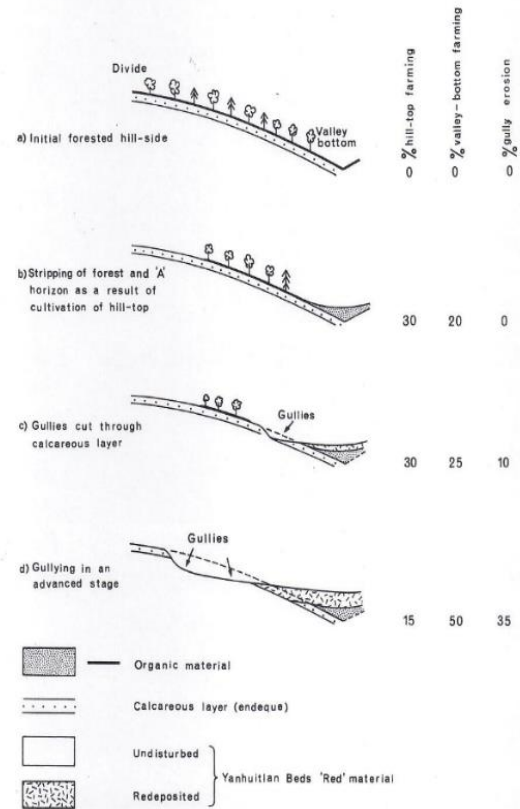 % hill-top farming
% valley-bottom farming
% gully erosion
Divide
Valley
bottom
a) Initial forested hill-side
0 0 0
b) Stripping of forest and 'A'
horizon as a result of
cultivation of hill-top
30 20 0
Gullies
c) Gullies cut through
calcareous layer
30 25 10
Gullies
d) Gullying in an
advanced stage
15 50 35
Organic material
Calcareous layer (endeque)
Undisturbed
Yanhuitlan Beds 'Red' material
Redeposited